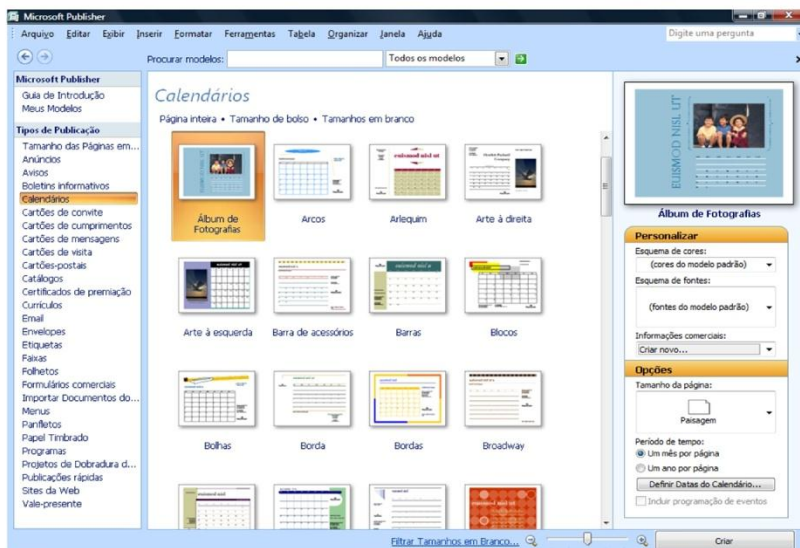 Microsoft Publisher
Arquivo Editar Exibir Inserir Formatar Ferramentas Tabela Organizar Janela Ajuda
Digite uma pergunta
Procurar modelos: Todos os modelos
Microsoft Publisher
Guia de Introdução
Meus Modelos
Tipos de Publicação
Tamanho das Páginas em...
Anúncios
Avisos
Boletins informativos
Calendários
Cartões de convite
Cartões de cumprimentos
Cartões de mensagens
Cartões de visita
Cartões-postais
Catálogos
Certificados de premiação
Currículos
Email
Envelopes
Etiquetas
Faixas
Folhetos
Formulários comerciais
Importar Documentos do...
Menus
Panfletos
Papel Timbrado
Programas
Projetos de Dobradura d...
Publicações rápidas
Sites da Web
Vale-presente
Calendários
Página inteira • Tamanho de bolso • Tamanhos em branco
Álbum de
Fotografias
Arcos
Arlequim
Arte à direita
Arte à esquerda
Barra de acessórios
Barras
Blocos
Bolhas
Borda
Bordas
Broadway
Filtrar Tamanhos em Branco...
EUISMOD NISL UT
Álbum de Fotografias
Personalizar
Esquema de cores:
(cores do modelo padrão)
Esquema de fontes:
(fontes do modelo padrão)
Informações comerciais:
Criar novo...
Opções
Tamanho da página:
Paisagem
Período de tempo:
Um mês por página
Um ano por página
Definir Datas do Calendário...
Incluir programação de eventos
Criar